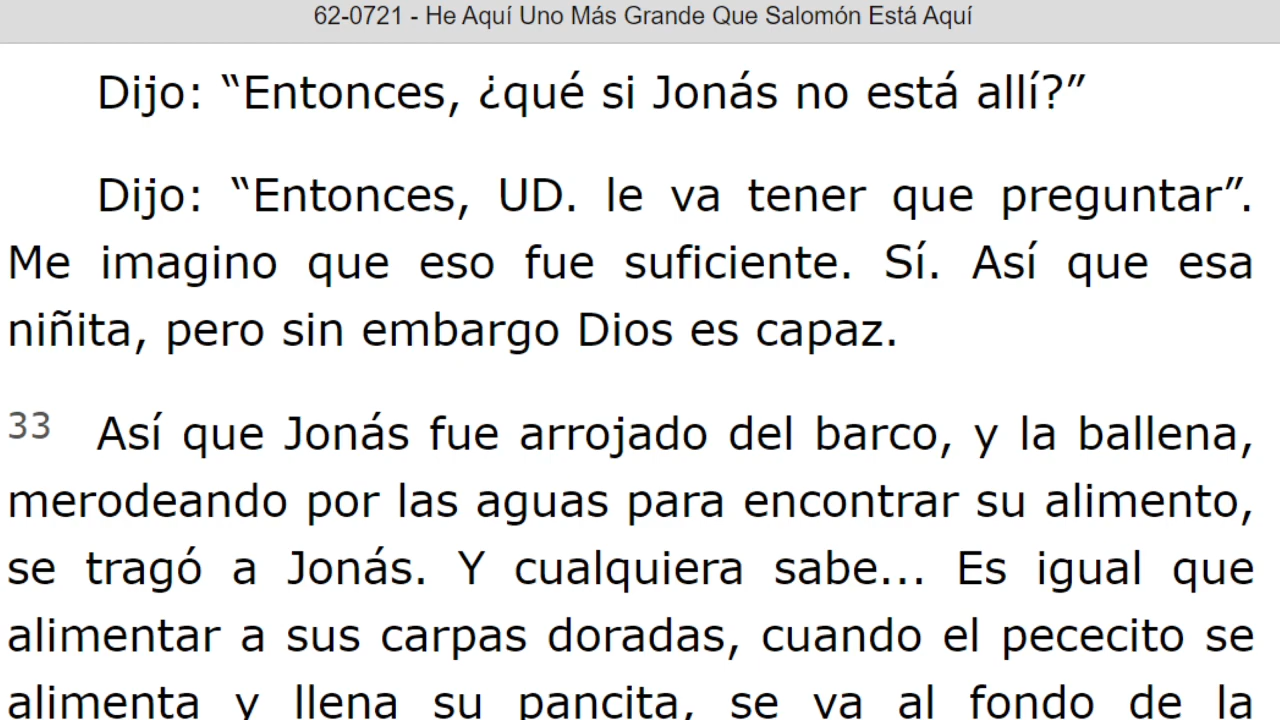 62-0721 - He Aquí Uno Más Grande Que Salomón Está Aquí
Dijo: “Entonces, ¿qué si Jonás no está allí?”
Dijo: “Entonces, UD. le va tener que preguntar”.
Me imagino que eso fue suficiente. Sí. Así que esa
niñita, pero sin embargo Dios es capaz.
33 Así que Jonás fue arrojado del barco, y la ballena,
merodeando por las aguas para encontrar su alimento,
se tragó a Jonás. Y cualquiera sabe... Es igual que
alimentar a sus carpas doradas, cuando el pececito se
alimenta y llena su pancita, se va al fondo de la